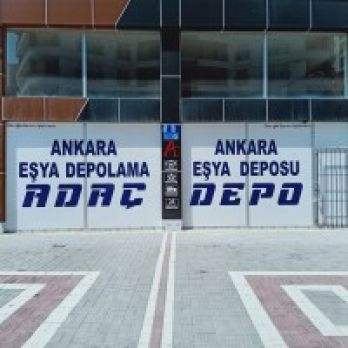 ANKARA
EŞYA DEPOLAMA
ADAÇ
A
ANKARA
EŞYA DEPOSU
DEPO